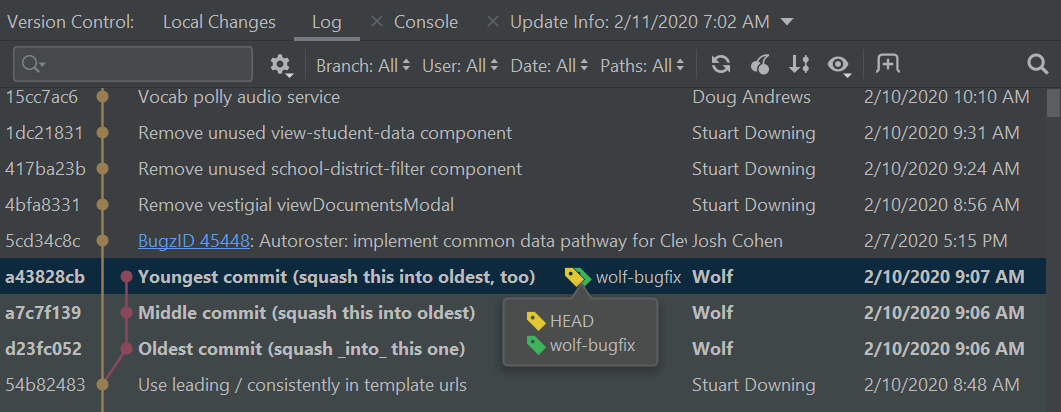 Version Control: Local Changes Log Console Update Info: 2/11/2020 7:02 AM
Branch: All User: All Date: All Paths: All
15cc7ac6 Vocab polly audio service Doug Andrews 2/10/2020 10:10 AM
1dc21831 Remove unused view-student-data component Stuart Downing 2/10/2020 9:31 AM
417ba23b Remove unused school-district-filter component Stuart Downing 2/10/2020 9:24 AM
4bfa8331 Remove vestigial viewDocumentsModal Stuart Downing 2/10/2020 8:56 AM
5cd34c8c BugzID 45448: Autoroster: implement common data pathway for Cle Josh Cohen 2/7/2020 5:15 PM
a43828cb Youngest commit (squash this into oldest, too) wolf-bugfix Wolf 2/10/2020 9:07 AM
a7c7f139 Middle commit (squash this into oldest) Wolf 2/10/2020 9:06 AM
HEAD
d23fc052 Oldest commit (squash _into_ this one) Wolf 2/10/2020 9:06 AM
wolf-bugfix
54b82483 Use leading / consistently in template urls Stuart Downing 2/10/2020 8:48 AM